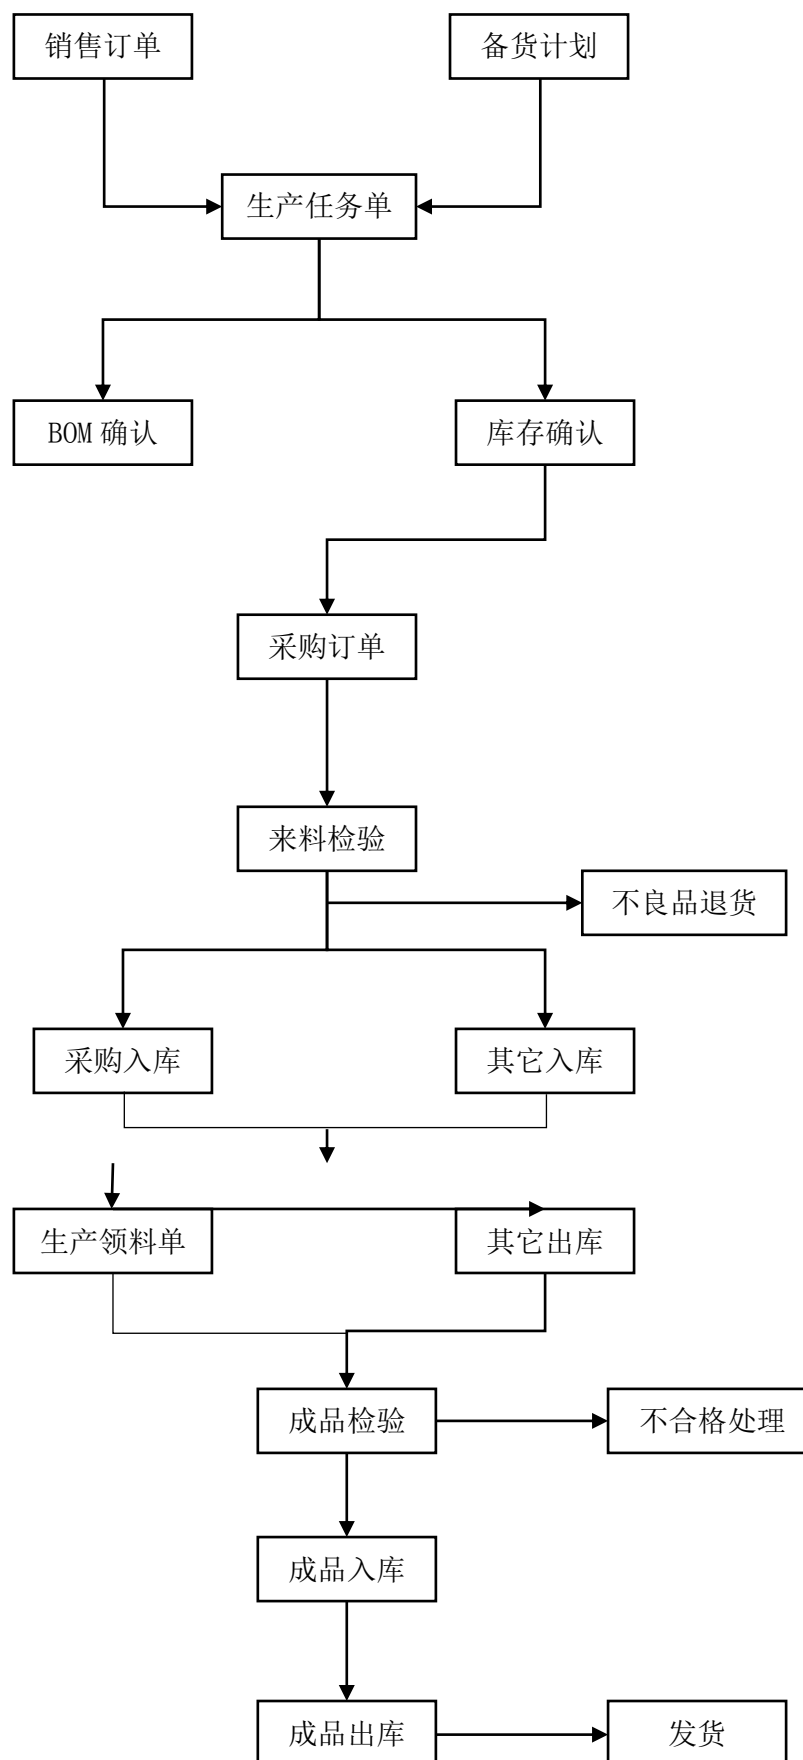 销售订单
备货计划
生产任务单
BOM 确认
库存确认
采购订单
来料检验
不良品退货
采购入库
其它入库
生产领料单
其它出库
成品检验
不合格处理
成品入库
成品出库
发货